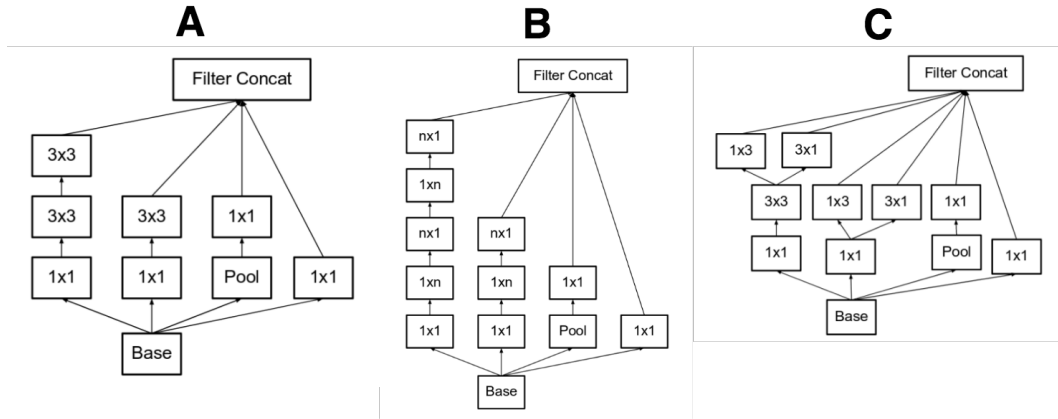 A
Filter Concat
3x3
3x3
3x3
1x1
1x1
1x1
Pool
1x1
Base
B
Filter Concat
nx1
1xn
nx1
nx1
1xn
1xn
1x1
1x1
1x1
Pool
1x1
Base
C
Filter Concat
1x3
3x1
3x3
1x3
3x1
1x1
1x1
1x1
Pool
1x1
Base